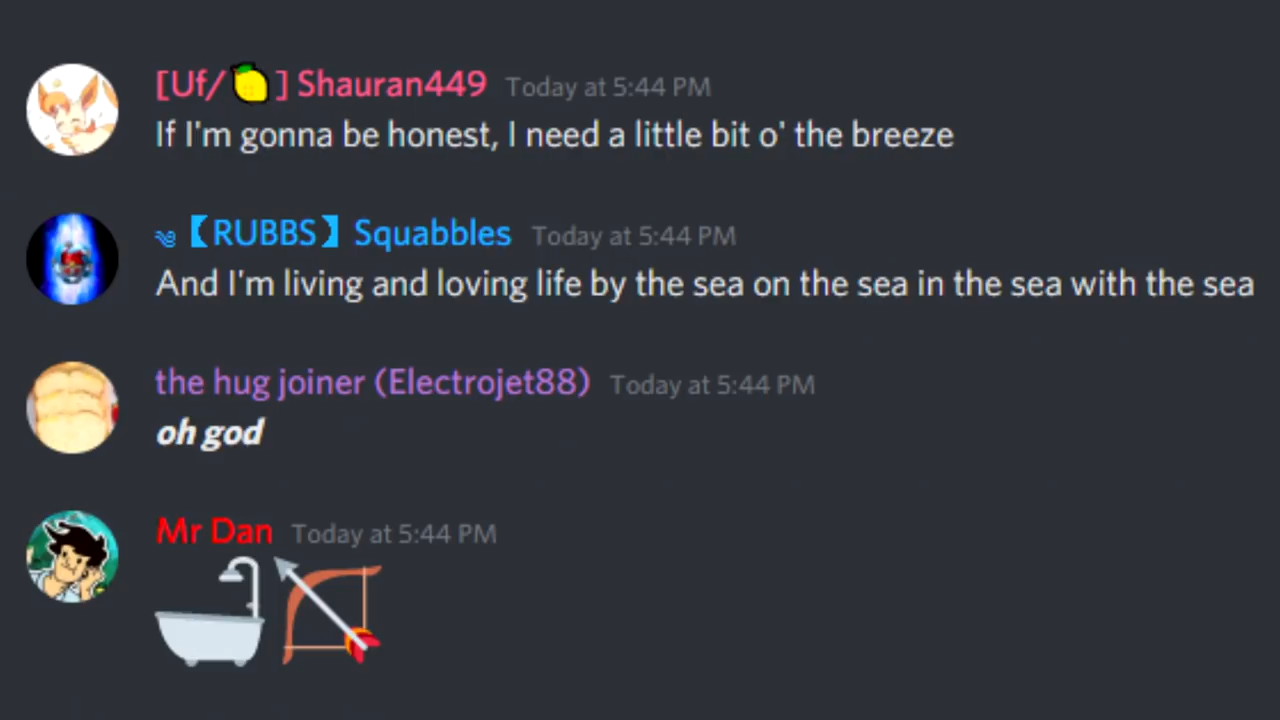 [Uf/🍋] Shauran449 Today at 5:44 PM
If I'm gonna be honest, I need a little bit o' the breeze
༄【RUBBS】Squabbles Today at 5:44 PM
And I'm living and loving life by the sea on the sea in the sea with the sea
the hug joiner (Electrojet88) Today at 5:44 PM
oh god
Mr Dan Today at 5:44 PM
🛁🏹